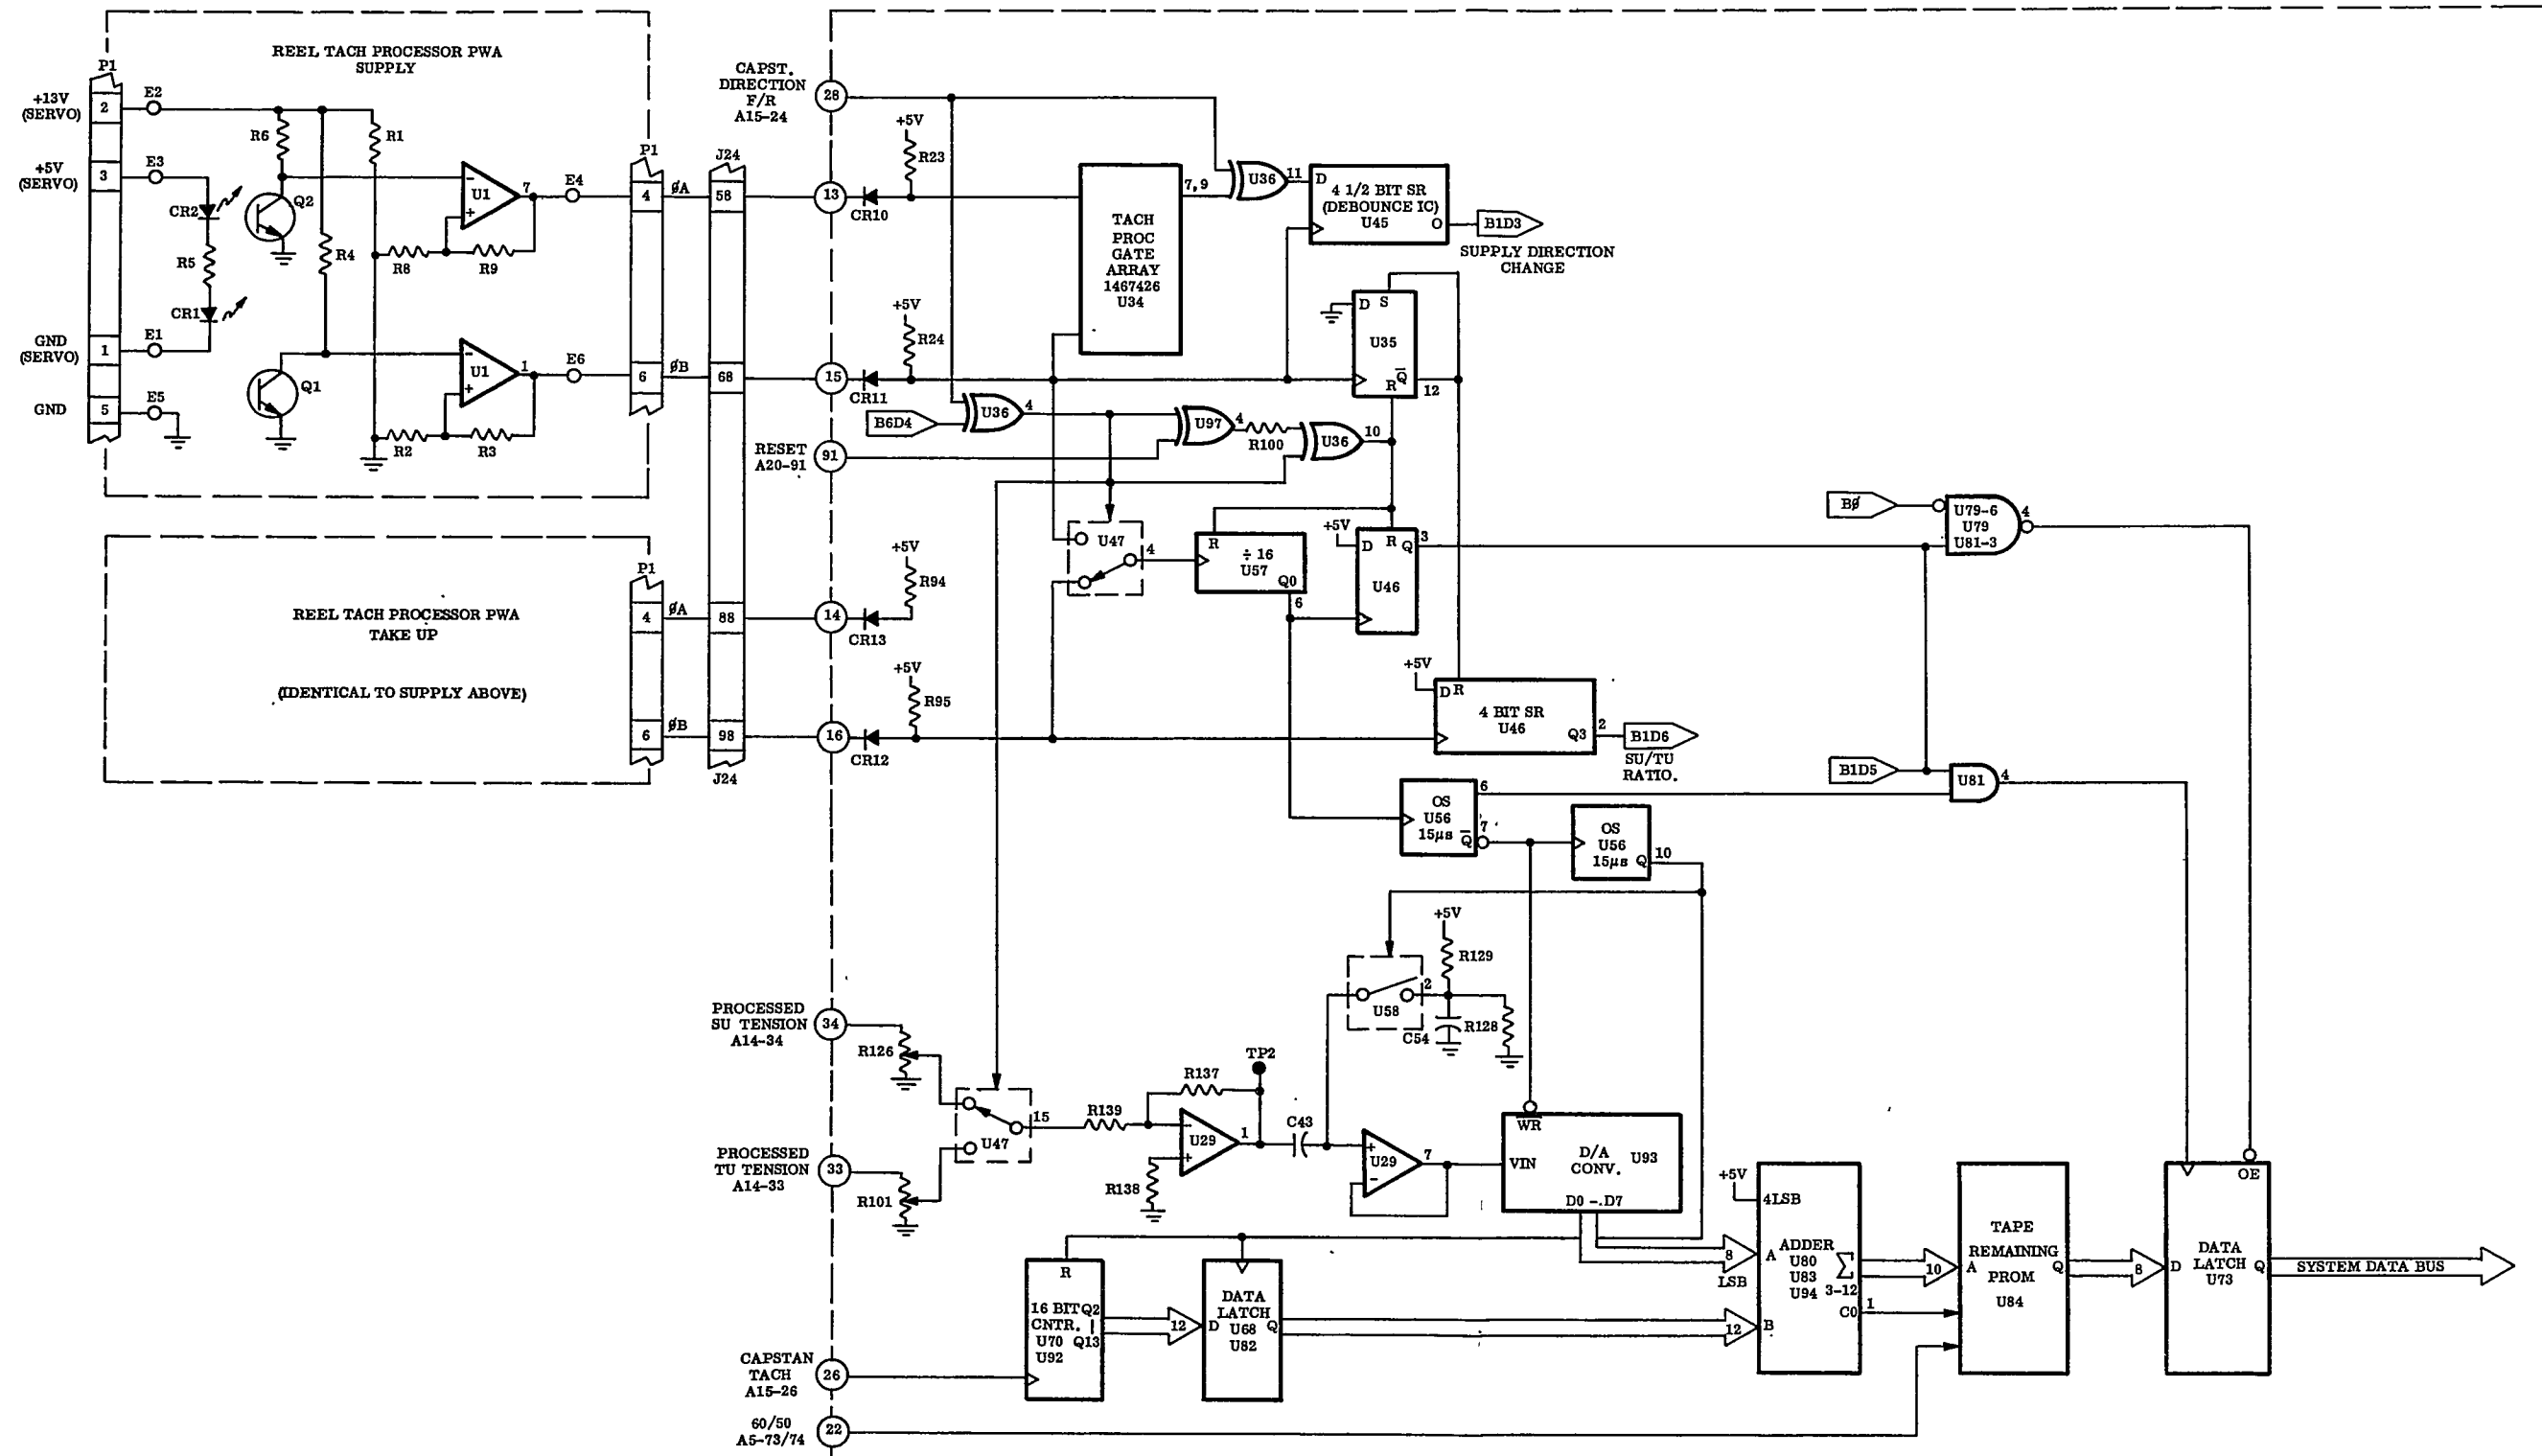 REEL TACH PROCESSOR PWA
SUPPLY
P1
+13V
(SERVO)
2
E2
R6
R1
+5V
(SERVO)
3
E3
CR2
Q2
R5
R4
CR1
GND
(SERVO)
1
E1
Q1
GND
5
E5
-
U1
+
7
E4
R8
R9
-
U1
+
1
E6
R2
R3
P1
4
ØA
6
ØB
J24
58
68
REEL TACH PROCESSOR PWA
TAKE UP
(IDENTICAL TO SUPPLY ABOVE)
P1
4
ØA
6
ØB
88
98
J24
CAPST.
DIRECTION
F/R
A15-24
28
13
CR10
+5V
R23
15
CR11
+5V
R24
RESET
A20-91
91
14
CR13
+5V
R94
16
CR12
+5V
R95
TACH
PROC
GATE
ARRAY
1467426
U34
7,9
U36
11
D
4 1/2 BIT SR
(DEBOUNCE IC)
U45
O
B1D3
SUPPLY DIRECTION
CHANGE
D
S
U35
R
Q̅
12
B6D4
U36
4
U97
4
R100
U36
10
U47
4
R
÷ 16
U57
Q0
6
+5V
D
R
Q
3
U46
+5V
D
R
4 BIT SR
U46
Q3
2
B1D6
SU/TU
RATIO.
BØ
U79-6
U79
U81-3
4
B1D5
U81
4
OS
U56
15µs
Q̅
6
7
OS
U56
15µs
Q
10
+5V
R129
2
U58
C54
R128
PROCESSED
SU TENSION
A14-34
34
R126
PROCESSED
TU TENSION
A14-33
33
R101
U47
15
R139
R137
TP2
-
U29
+
1
R138
C43
+
U29
-
7
WR
VIN
D/A
CONV.
U93
D0 - D7
16 BIT
CNTR.
U70
U92
R
Q2
Q13
12
D
DATA
LATCH
U68
U82
Q
CAPSTAN
TACH
A15-26
26
60/50
A5-73/74
22
+5V
4LSB
8
LSB
A
ADDER
U80
U83
U94
Σ
3-12
C0
1
12
B
10
A
TAPE
REMAINING
PROM
U84
Q
8
D
OE
DATA
LATCH
U73
Q
SYSTEM DATA BUS